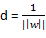 d = 1/||w||